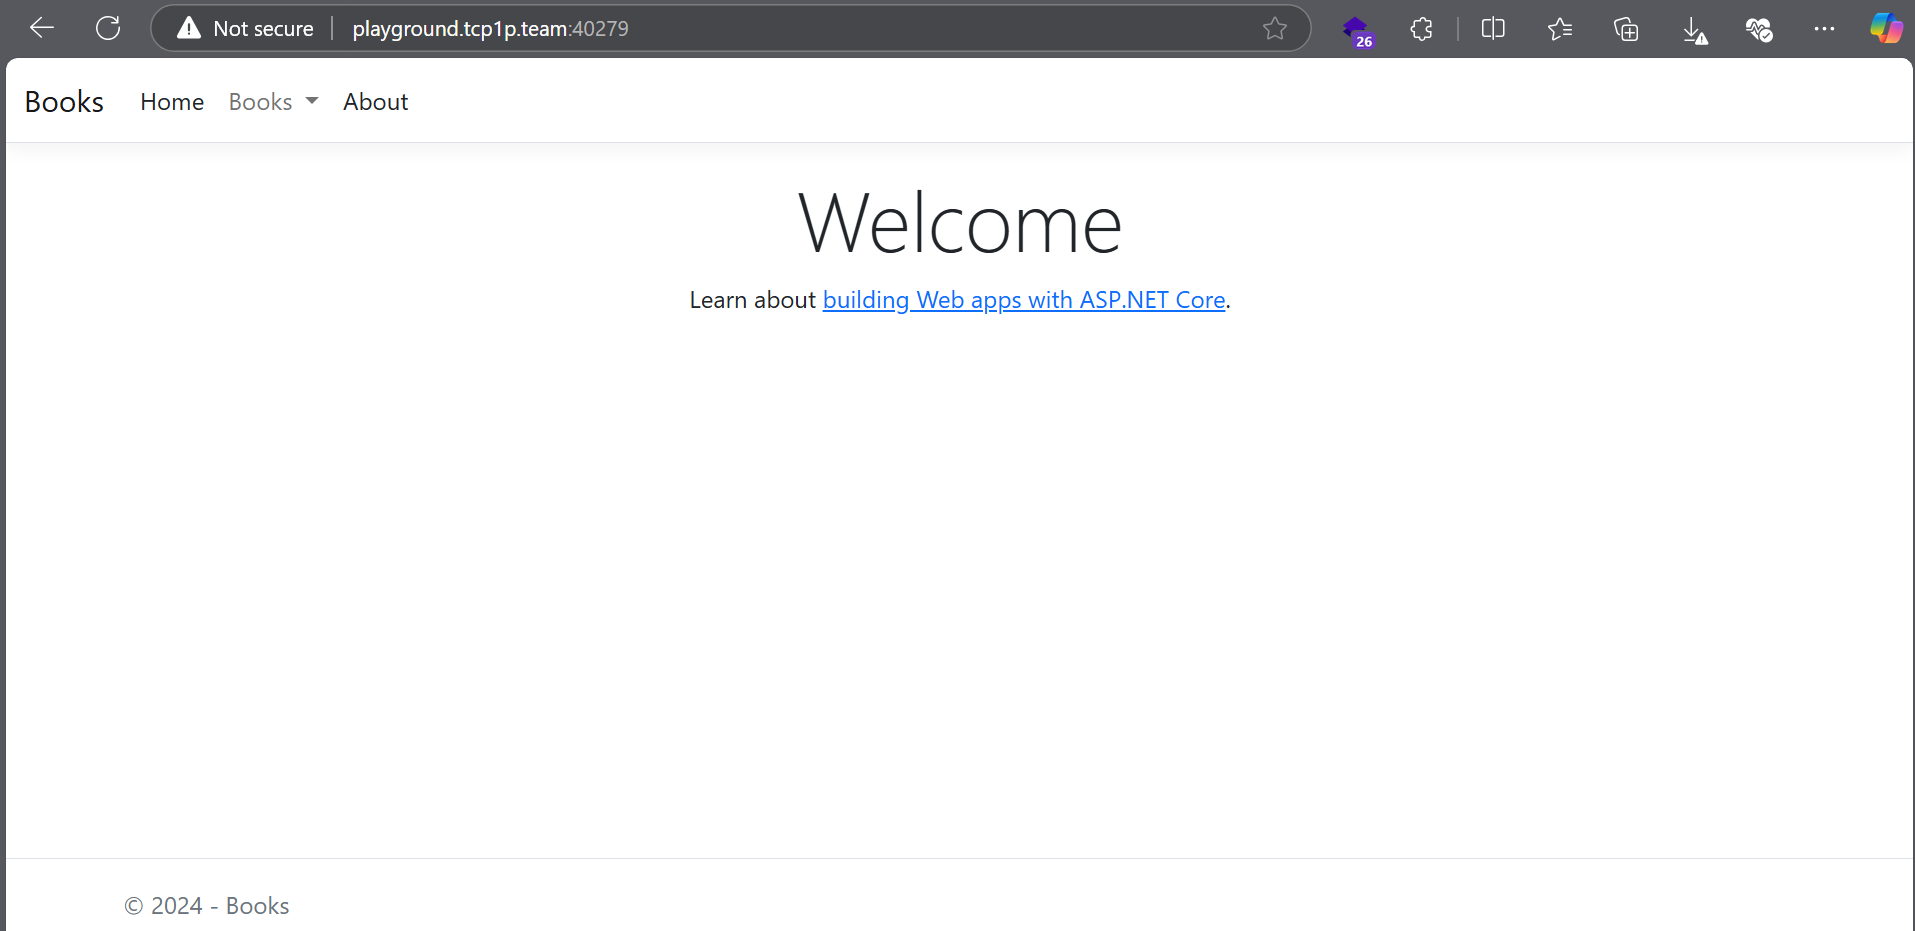 Not secure playground.tcp1p.team:40279
26
Books Home Books About
Welcome
Learn about building Web apps with ASP.NET Core.
© 2024 - Books